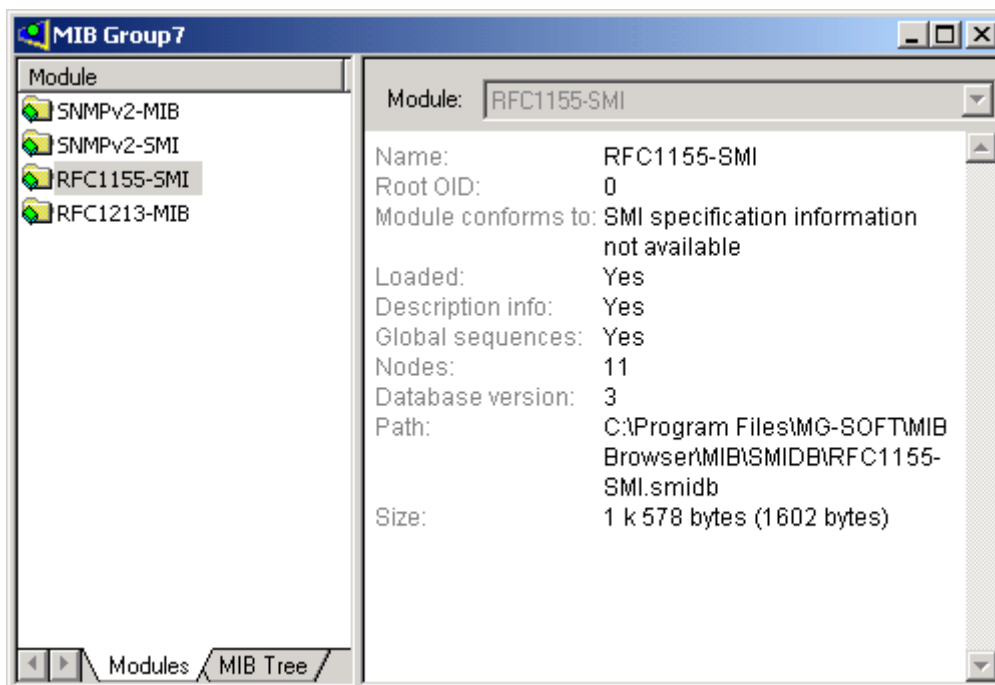 MIB Group7
Module
SNMPv2-MIB
SNMPv2-SMI
RFC1155-SMI
RFC1213-MIB
Modules
MIB Tree
Module: RFC1155-SMI
Name: RFC1155-SMI
Root OID: 0
Module conforms to: SMI specification information
not available
Loaded: Yes
Description info: Yes
Global sequences: Yes
Nodes: 11
Database version: 3
Path: C:\Program Files\MG-SOFT\MIB
Browser\MIB\SMIDB\RFC1155-
SMI.smidb
Size: 1 k 578 bytes (1602 bytes)